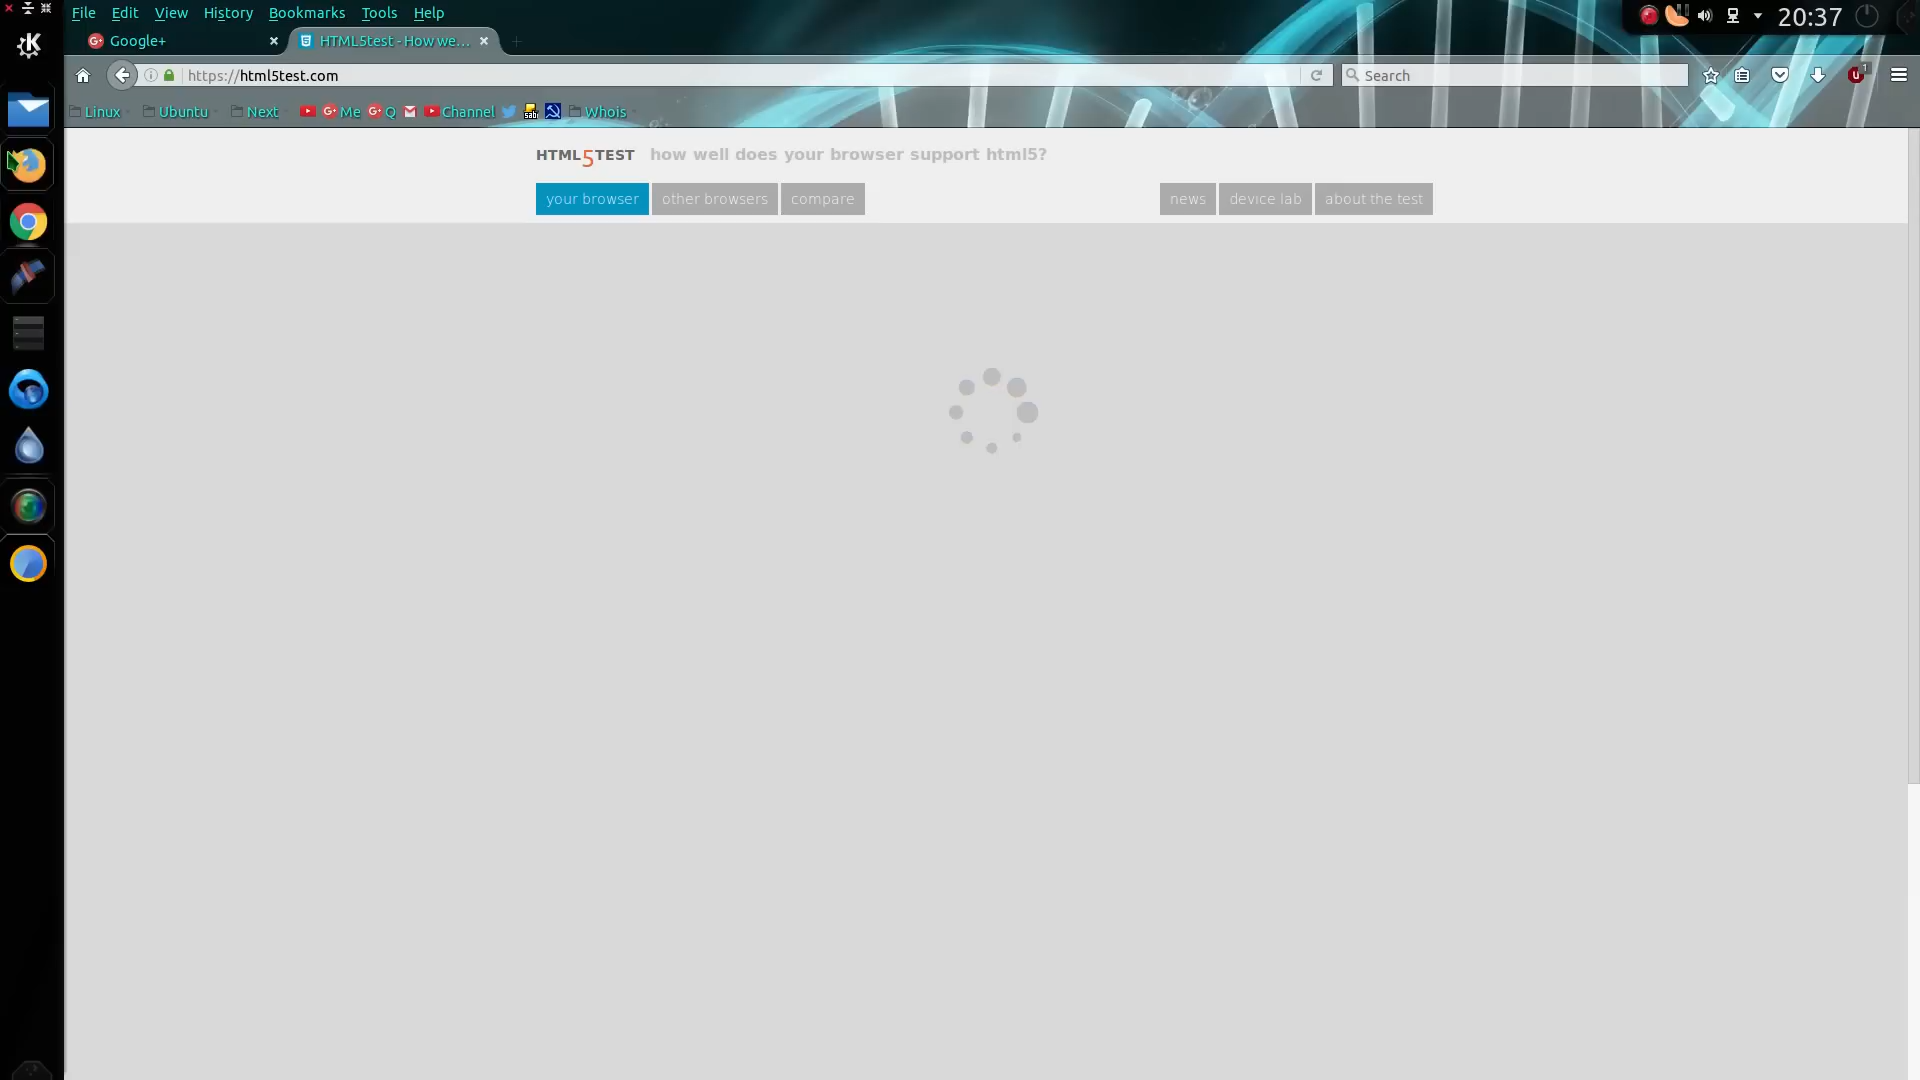 File Edit View History Bookmarks Tools Help
20:37
Google+
HTML5test - How we...
https://html5test.com
Search
1
Linux Ubuntu Next Me Q Channel sabr Whois
HTML5TEST how well does your browser support html5?
your browser other browsers compare news device lab about the test